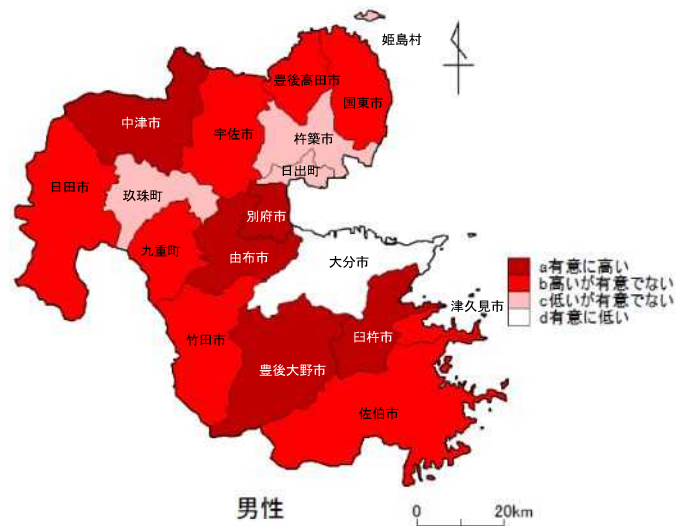 姫島村
豊後高田市
国東市
中津市
宇佐市
杵築市
日出町
日田市
玖珠町
別府市
九重町
由布市
大分市
a有意に高い
b高いが有意でない
c低いが有意でない
d有意に低い
津久見市
竹田市
臼杵市
豊後大野市
佐伯市
男性
0 20km